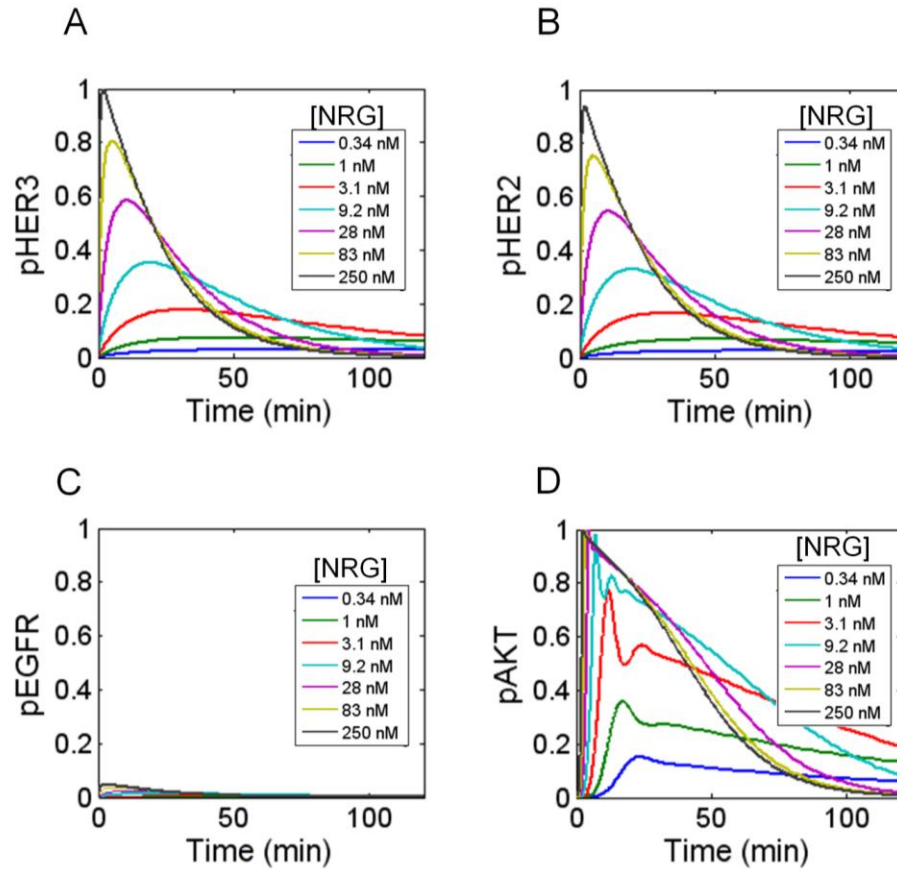 A
pHER3
1
0.8
0.6
0.4
0.2
0
0
50
100
Time (min)
[NRG]
0.34 nM
1 nM
3.1 nM
9.2 nM
28 nM
83 nM
250 nM
B
pHER2
1
0.8
0.6
0.4
0.2
0
0
50
100
Time (min)
[NRG]
0.34 nM
1 nM
3.1 nM
9.2 nM
28 nM
83 nM
250 nM
C
pEGFR
1
0.8
0.6
0.4
0.2
0
0
50
100
Time (min)
[NRG]
0.34 nM
1 nM
3.1 nM
9.2 nM
28 nM
83 nM
250 nM
D
pAKT
1
0.8
0.6
0.4
0.2
0
0
50
100
Time (min)
[NRG]
0.34 nM
1 nM
3.1 nM
9.2 nM
28 nM
83 nM
250 nM